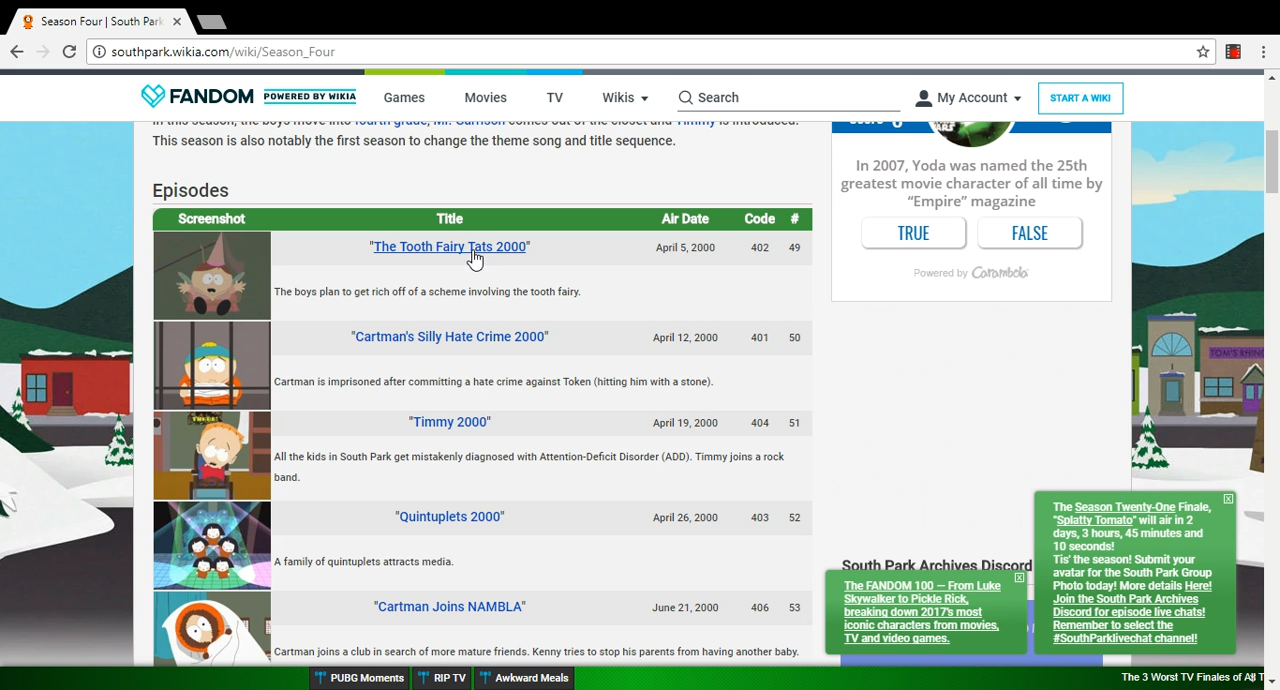 Season Four | South Park
southpark.wikia.com/wiki/Season_Four
FANDOM POWERED BY WIKIA Games Movies TV Wikis Search My Account START A WIKI
In this season, the boys move into fourth grade, Mr. Garrison comes out of the closet and Timmy is introduced.
This season is also notably the first season to change the theme song and title sequence.
Episodes
Screenshot Title Air Date Code #
"The Tooth Fairy Tats 2000" April 5, 2000 402 49
The boys plan to get rich off of a scheme involving the tooth fairy.
"Cartman's Silly Hate Crime 2000" April 12, 2000 401 50
Cartman is imprisoned after committing a hate crime against Token (hitting him with a stone).
"Timmy 2000" April 19, 2000 404 51
All the kids in South Park get mistakenly diagnosed with Attention-Deficit Disorder (ADD). Timmy joins a rock
band.
"Quintuplets 2000" April 26, 2000 403 52
A family of quintuplets attracts media.
"Cartman Joins NAMBLA" June 21, 2000 406 53
Cartman joins a club in search of more mature friends. Kenny tries to stop his parents from having another baby.
In 2007, Yoda was named the 25th
greatest movie character of all time by
"Empire" magazine
TRUE FALSE
Powered by Carambola
TOM'S RHINO
South Park Archives Discord
The FANDOM 100 — From Luke
Skywalker to Pickle Rick,
breaking down 2017's most
iconic characters from movies,
TV and video games.
The Season Twenty-One Finale,
"Splatty Tomato" will air in 2
days, 3 hours, 45 minutes and
10 seconds!
Tis' the season! Submit your
avatar for the South Park Group
Photo today! More details Here!
Join the South Park Archives
Discord for episode live chats!
Remember to select the
#SouthParklivechat channel!
PUBG Moments RIP TV Awkward Meals The 3 Worst TV Finales of All T